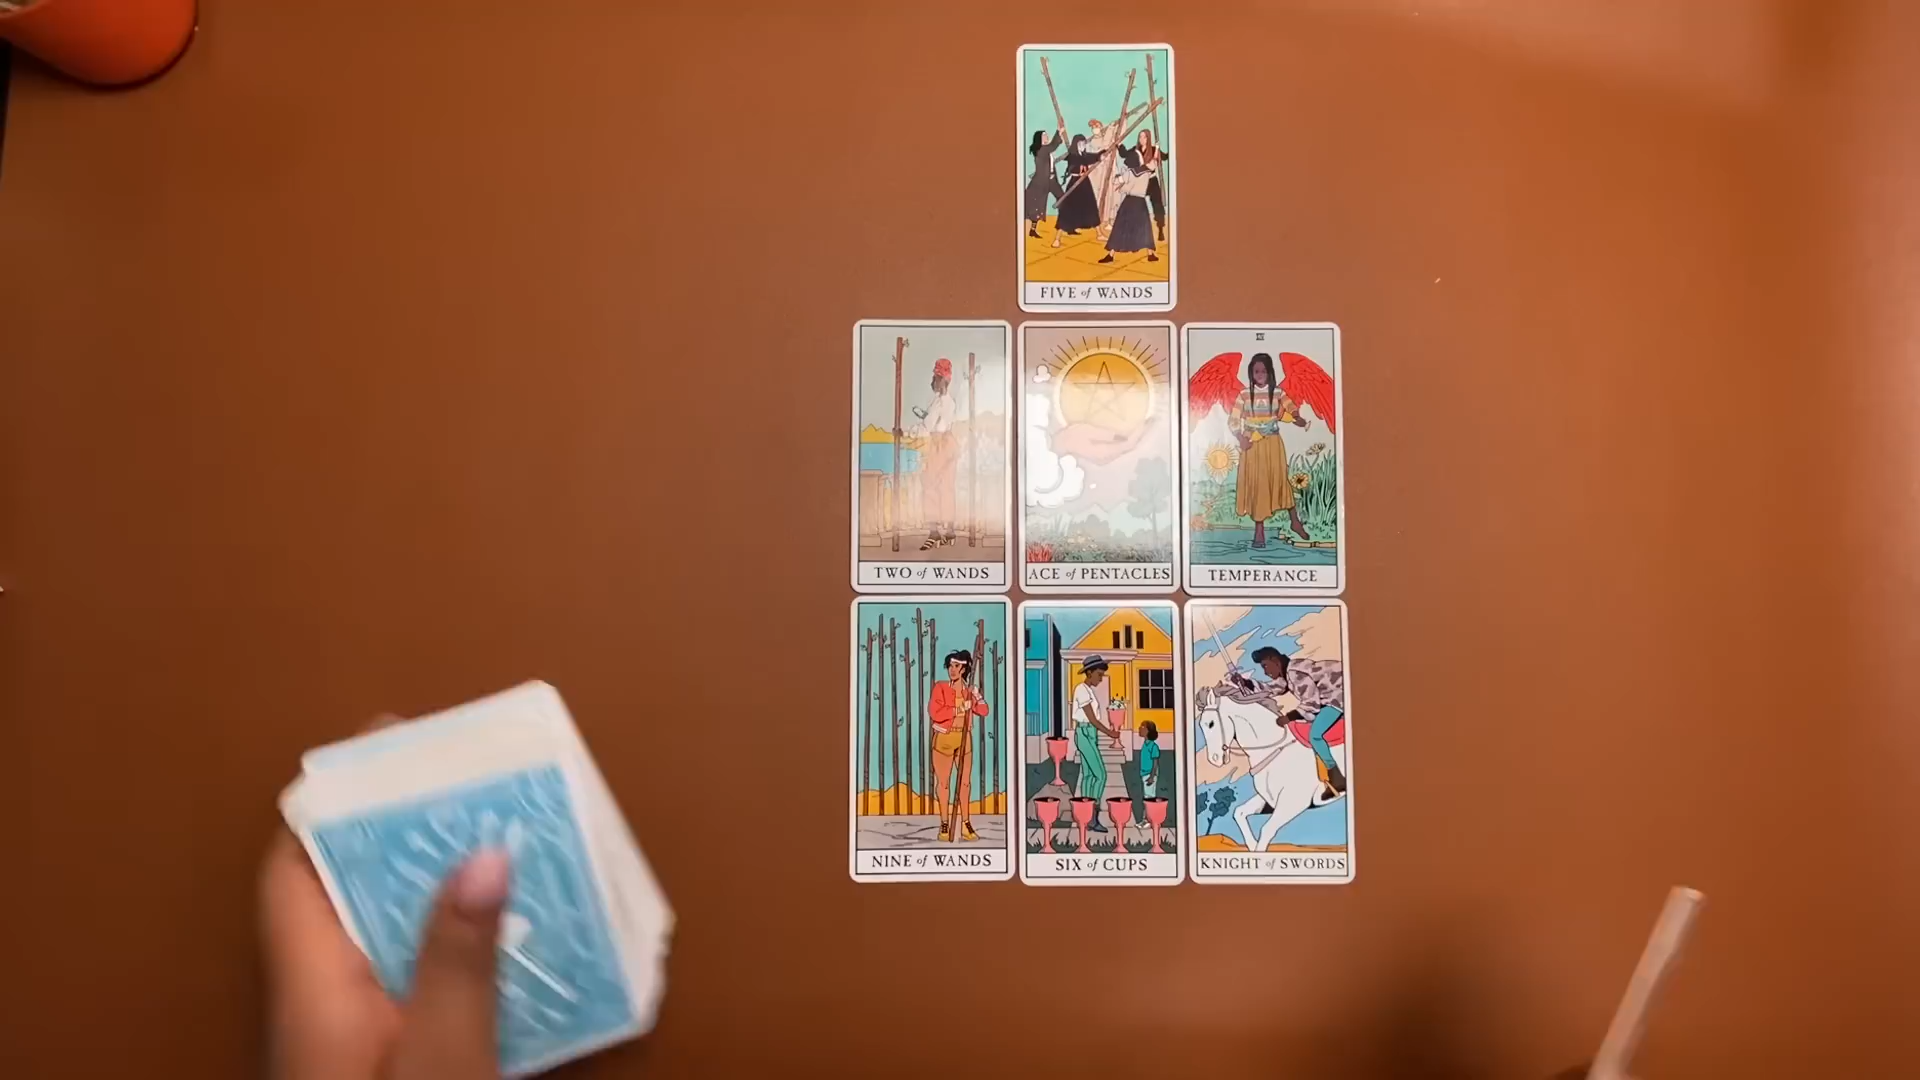 FIVE of WANDS
TWO of WANDS
ACE of PENTACLES
TEMPERANCE
NINE of WANDS
SIX of CUPS
KNIGHT of SWORDS